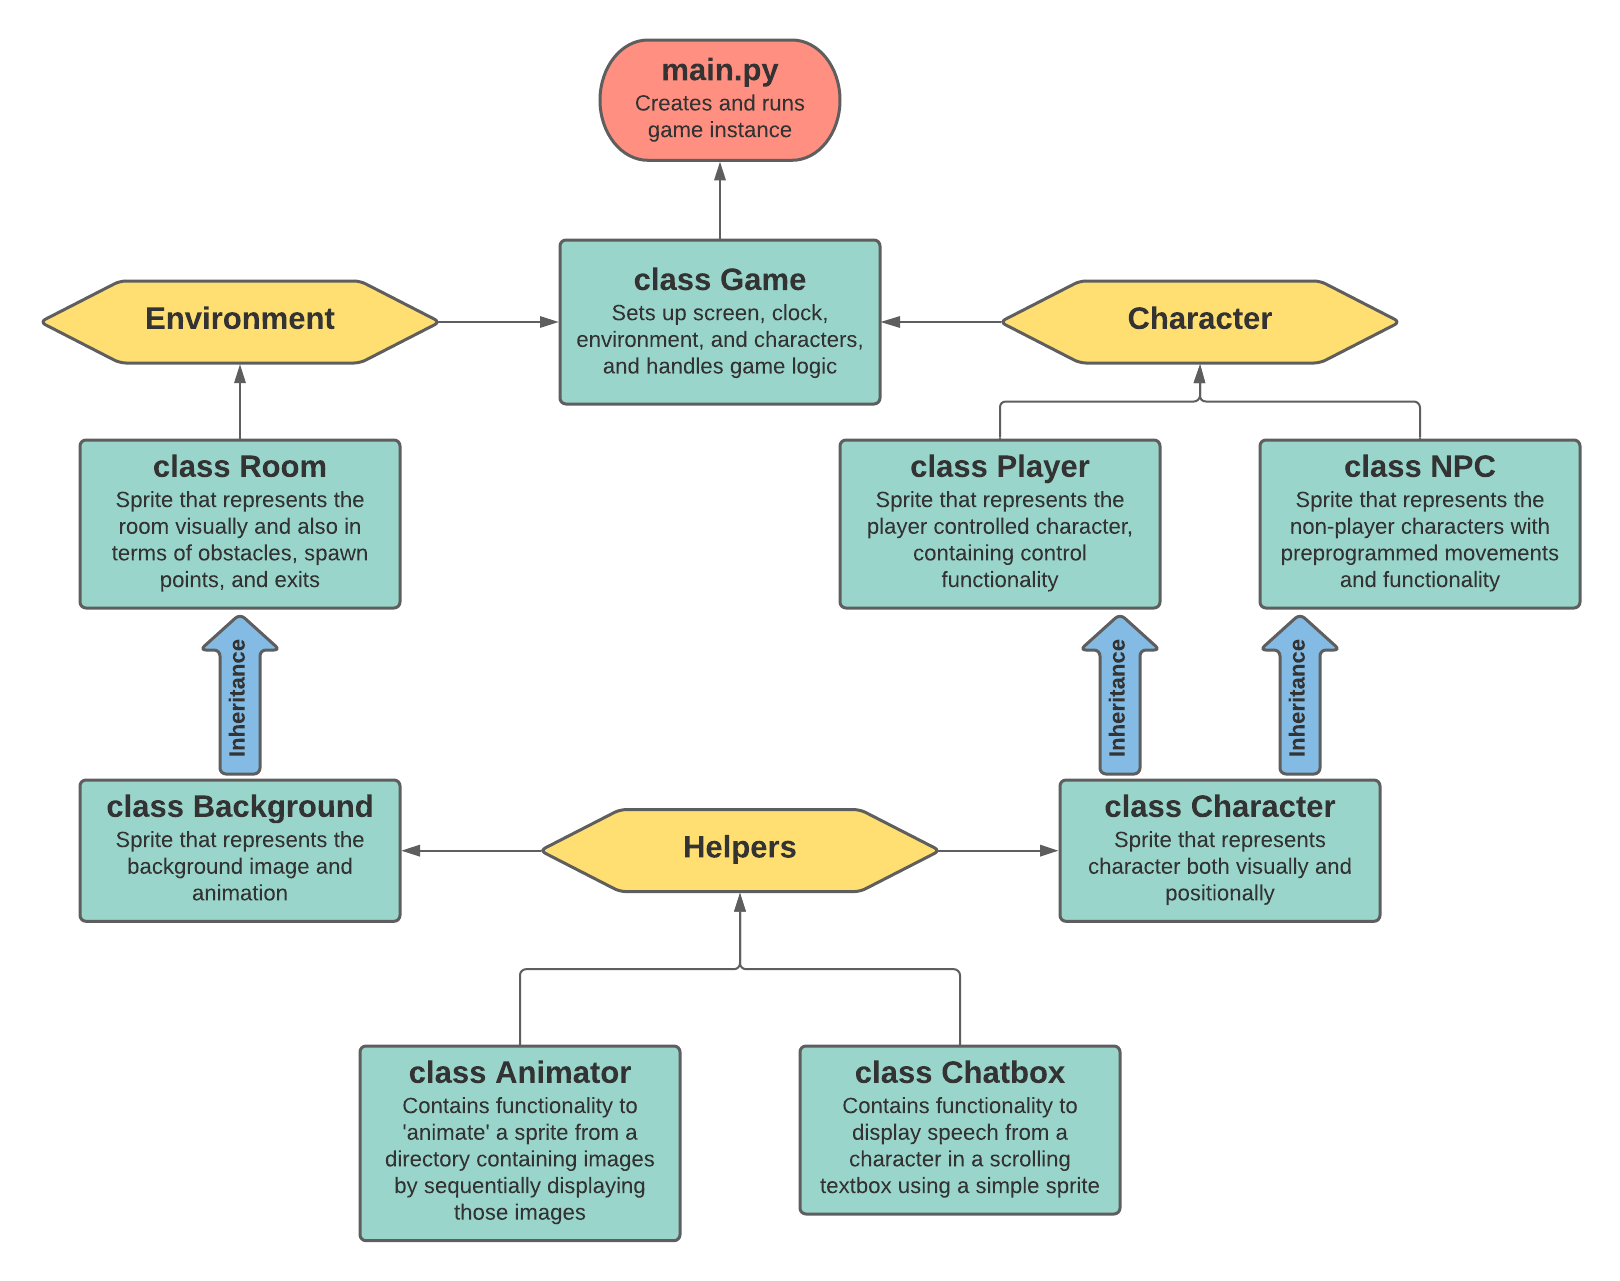 main.py
Creates and runs
game instance
class Game
Sets up screen, clock,
environment, and characters,
and handles game logic
Environment
Character
class Room
Sprite that represents the
room visually and also in
terms of obstacles, spawn
points, and exits
class Player
Sprite that represents the
player controlled character,
containing control
functionality
class NPC
Sprite that represents the
non-player characters with
preprogrammed movements
and functionality
Inheritance
Inheritance
Inheritance
class Background
Sprite that represents the
background image and
animation
Helpers
class Character
Sprite that represents
character both visually and
positionally
class Animator
Contains functionality to
'animate' a sprite from a
directory containing images
by sequentially displaying
those images
class Chatbox
Contains functionality to
display speech from a
character in a scrolling
textbox using a simple sprite